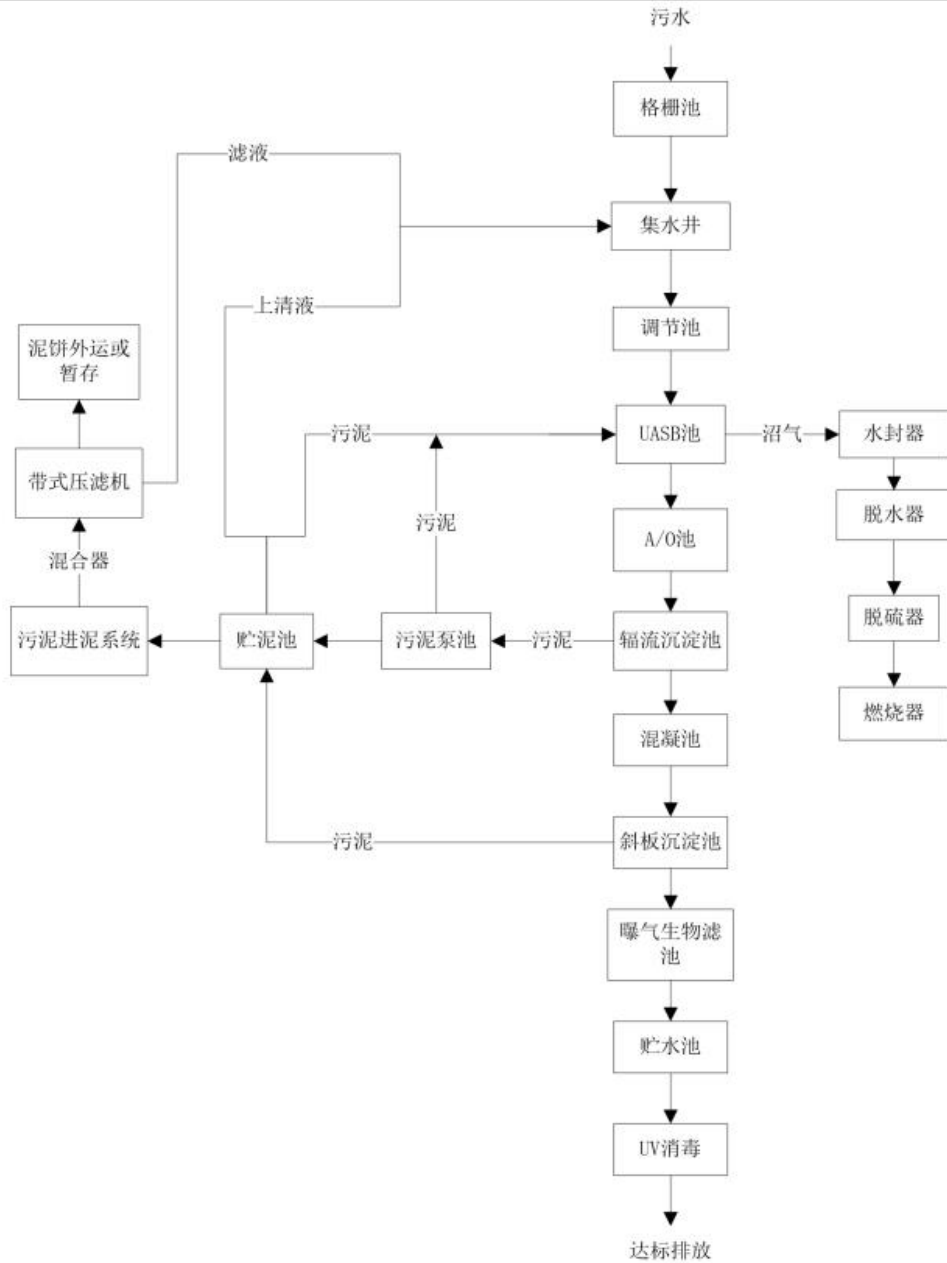 污水
格栅池
滤液
集水井
上清液
调节池
泥饼外运或
暂存
污泥
UASB池
沼气
水封器
带式压滤机
脱水器
污泥
A/O池
混合器
脱硫器
污泥进泥系统
贮泥池
污泥泵池
污泥
辐流沉淀池
燃烧器
混凝池
污泥
斜板沉淀池
曝气生物滤
池
贮水池
UV消毒
达标排放